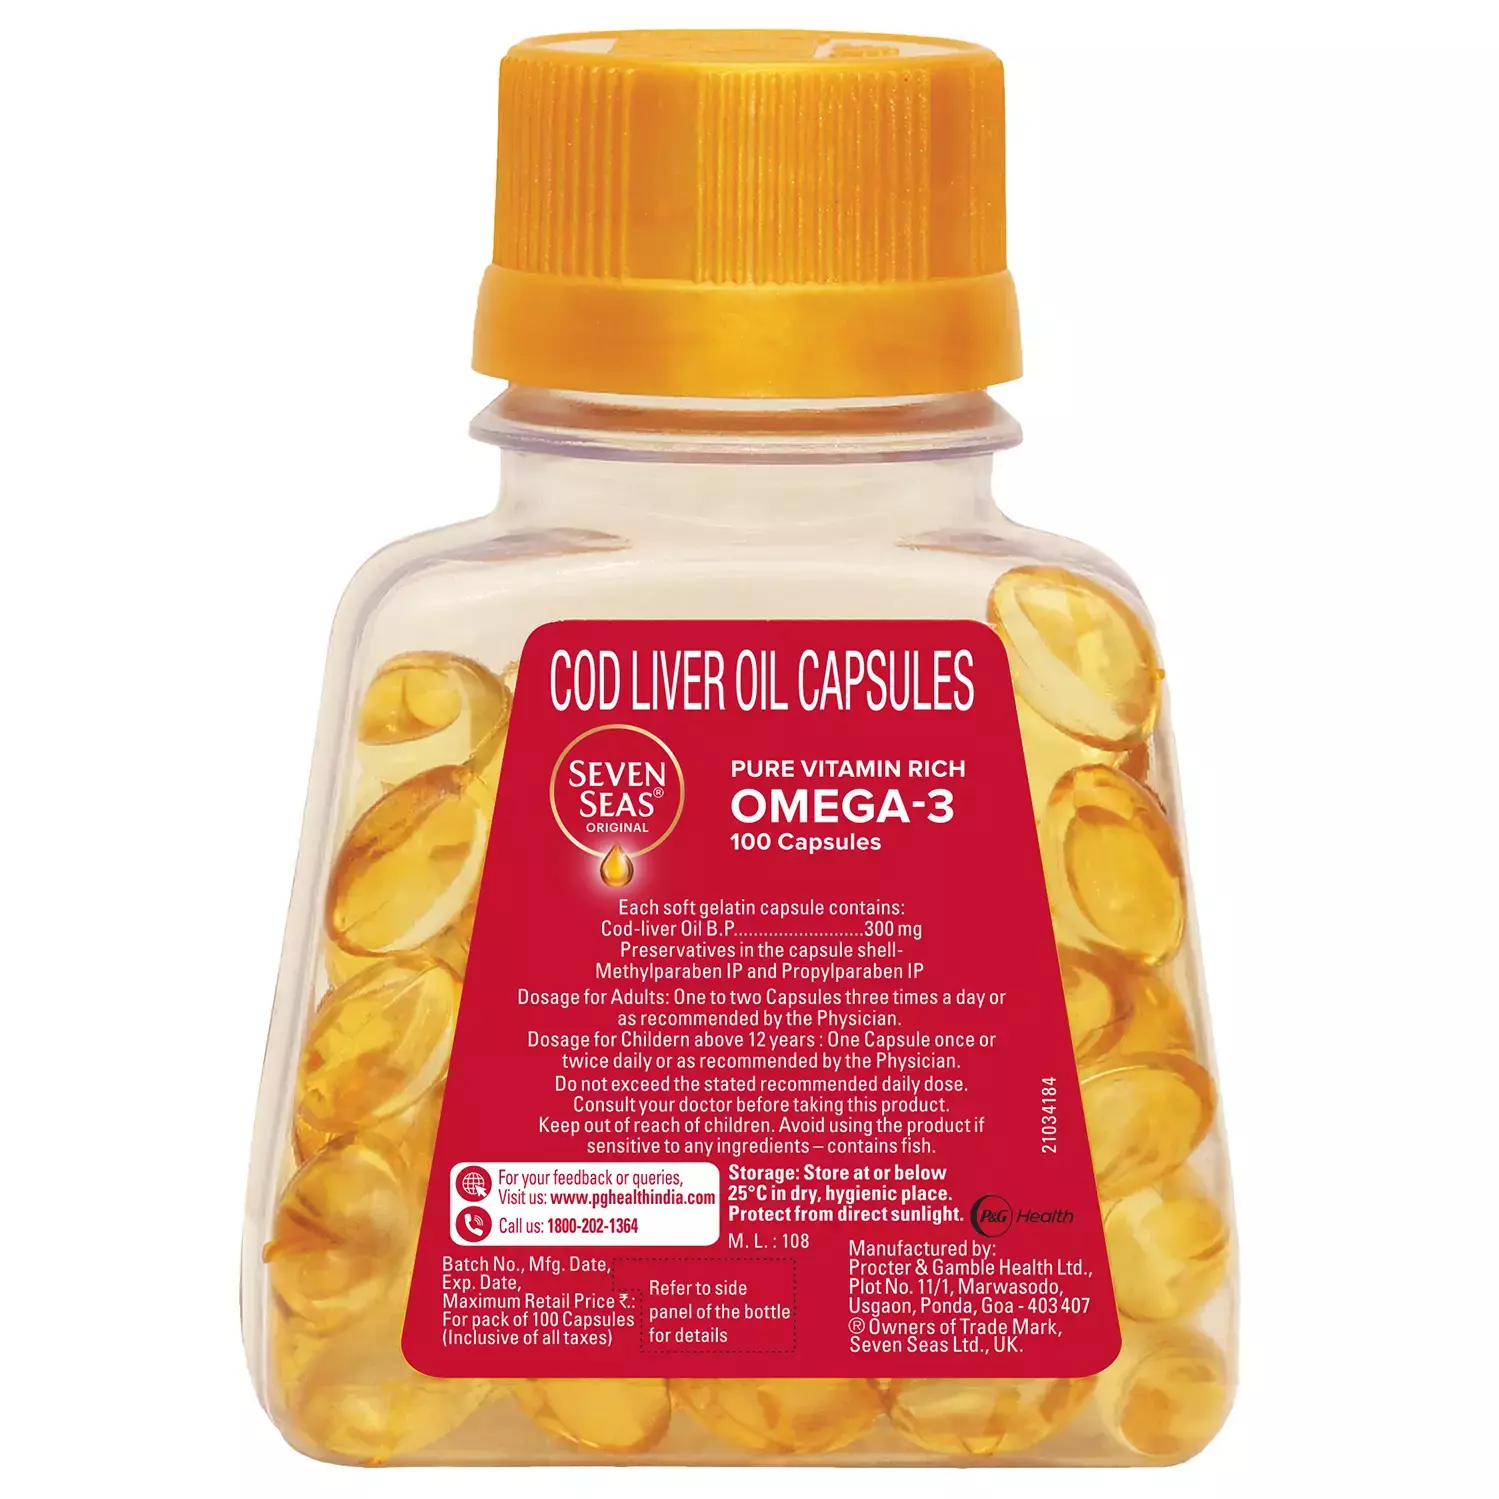 COD LIVER OIL CAPSULES
SEVEN
SEAS®
ORIGINAL
PURE VITAMIN RICH
OMEGA-3
100 Capsules
Each soft gelatin capsule contains:
Cod-liver Oil B.P..........................300 mg
Preservatives in the capsule shell-
Methylparaben IP and Propylparaben IP
Dosage for Adults: One to two Capsules three times a day or
as recommended by the Physician.
Dosage for Childern above 12 years : One Capsule once or
twice daily or as recommended by the Physician.
Do not exceed the stated recommended daily dose.
Consult your doctor before taking this product.
Keep out of reach of children. Avoid using the product if
sensitive to any ingredients – contains fish.
21034184
For your feedback or queries,
Visit us: www.pghealthindia.com
Call us: 1800-202-1364
Storage: Store at or below
25°C in dry, hygienic place.
Protect from direct sunlight.
P&G Health
M. L. : 108
Batch No., Mfg. Date,
Exp. Date,
Maximum Retail Price ₹.:
For pack of 100 Capsules
(Inclusive of all taxes)
Refer to side
panel of the bottle
for details
Manufactured by:
Procter & Gamble Health Ltd.,
Plot No. 11/1, Marwasodo,
Usgaon, Ponda, Goa - 403 407
® Owners of Trade Mark,
Seven Seas Ltd., UK.